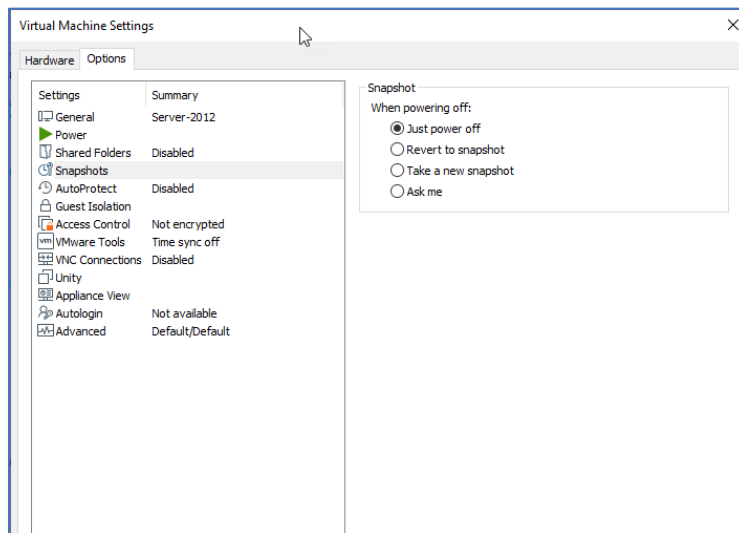 Virtual Machine Settings
Hardware Options
Settings Summary
General Server-2012
Power
Shared Folders Disabled
Snapshots
AutoProtect Disabled
Guest Isolation
Access Control Not encrypted
vm VMware Tools Time sync off
VNC Connections Disabled
Unity
Appliance View
Autologin Not available
Advanced Default/Default
Snapshot
When powering off:
Just power off
Revert to snapshot
Take a new snapshot
Ask me